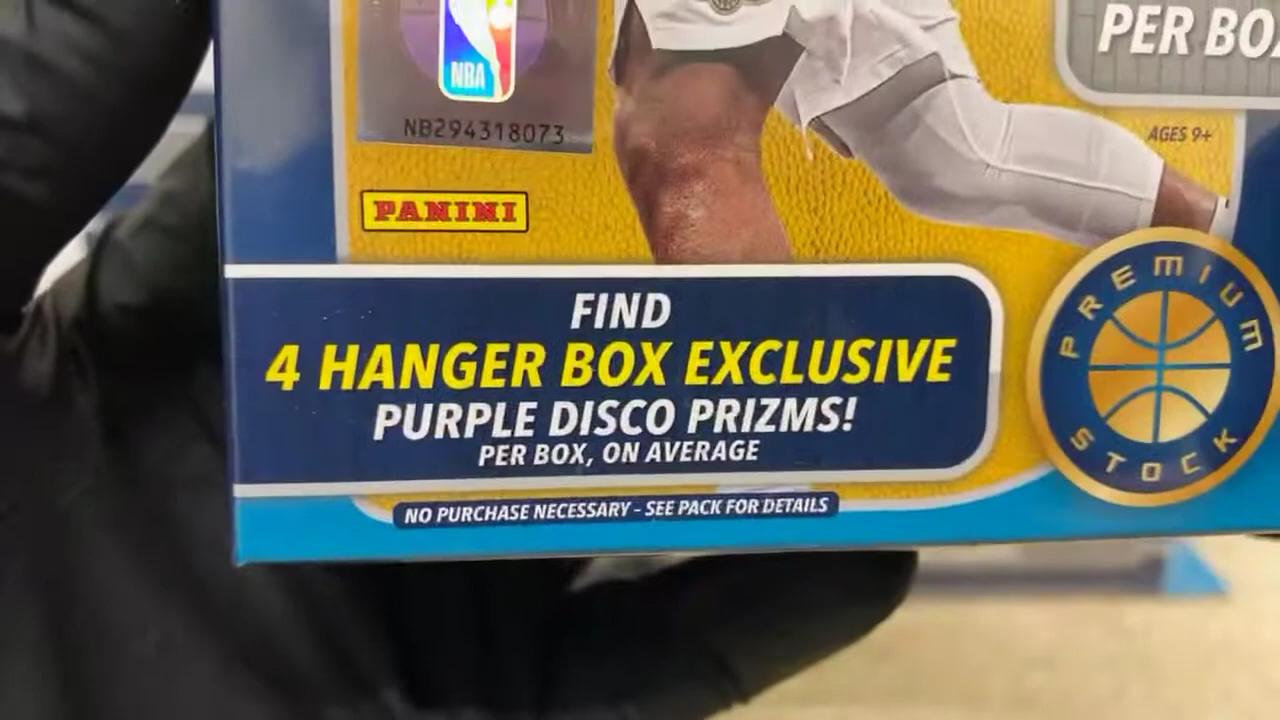 PER BO
NBA
NB294318073
AGES 9+
PANINI
PREMIUM
STOCK
FIND
4 HANGER BOX EXCLUSIVE
PURPLE DISCO PRIZMS!
PER BOX, ON AVERAGE
NO PURCHASE NECESSARY - SEE PACK FOR DETAILS